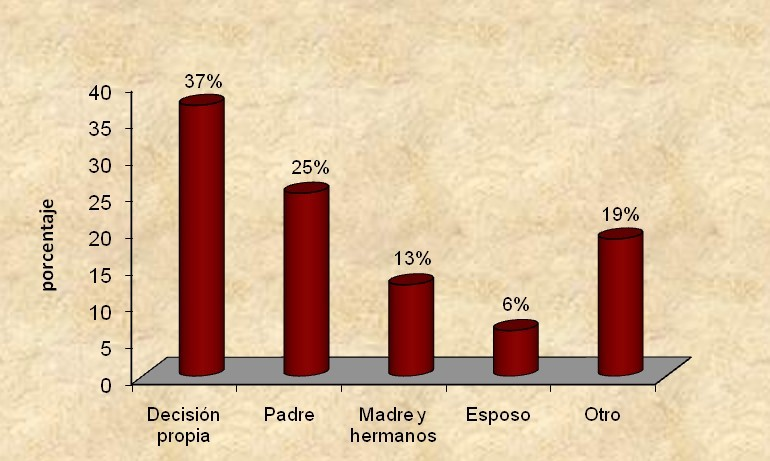 37%
25%
13%
6%
19%
40
35
30
25
20
15
10
5
0
porcentaje
Decisión propia
Padre
Madre y hermanos
Esposo
Otro